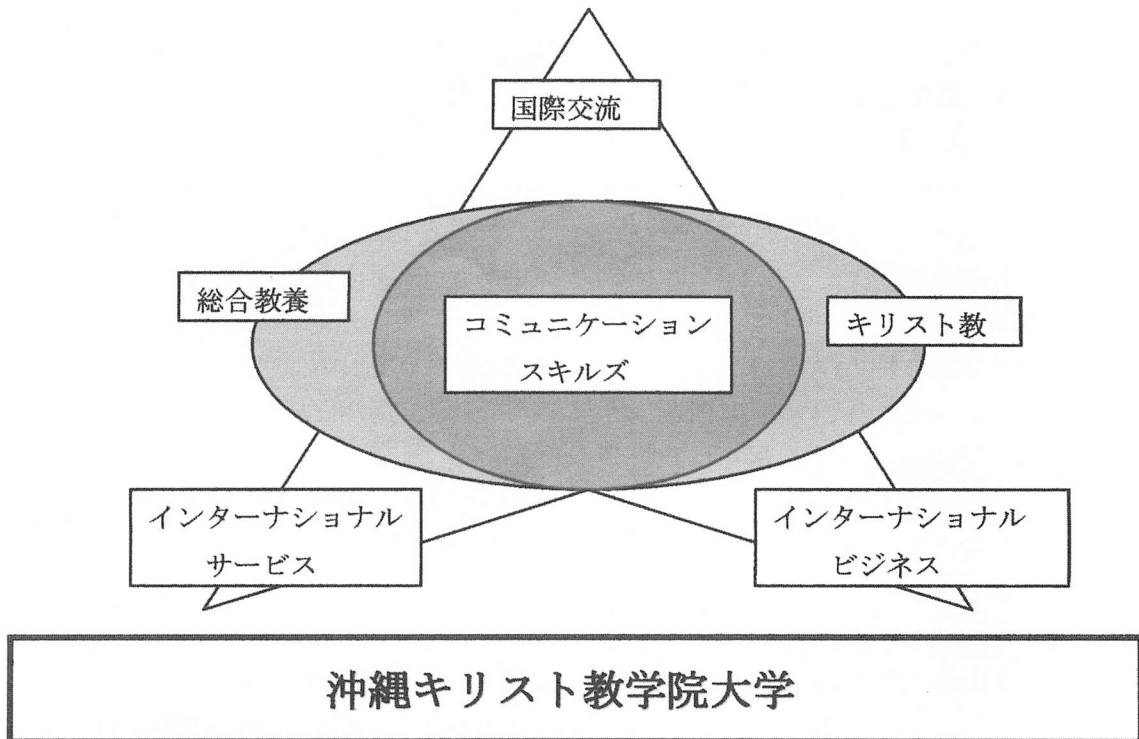 国際交流
総合教養
コミュニケーション
スキルズ
キリスト教
インターナショナル
サービス
インターナショナル
ビジネス
沖縄キリスト教学院大学